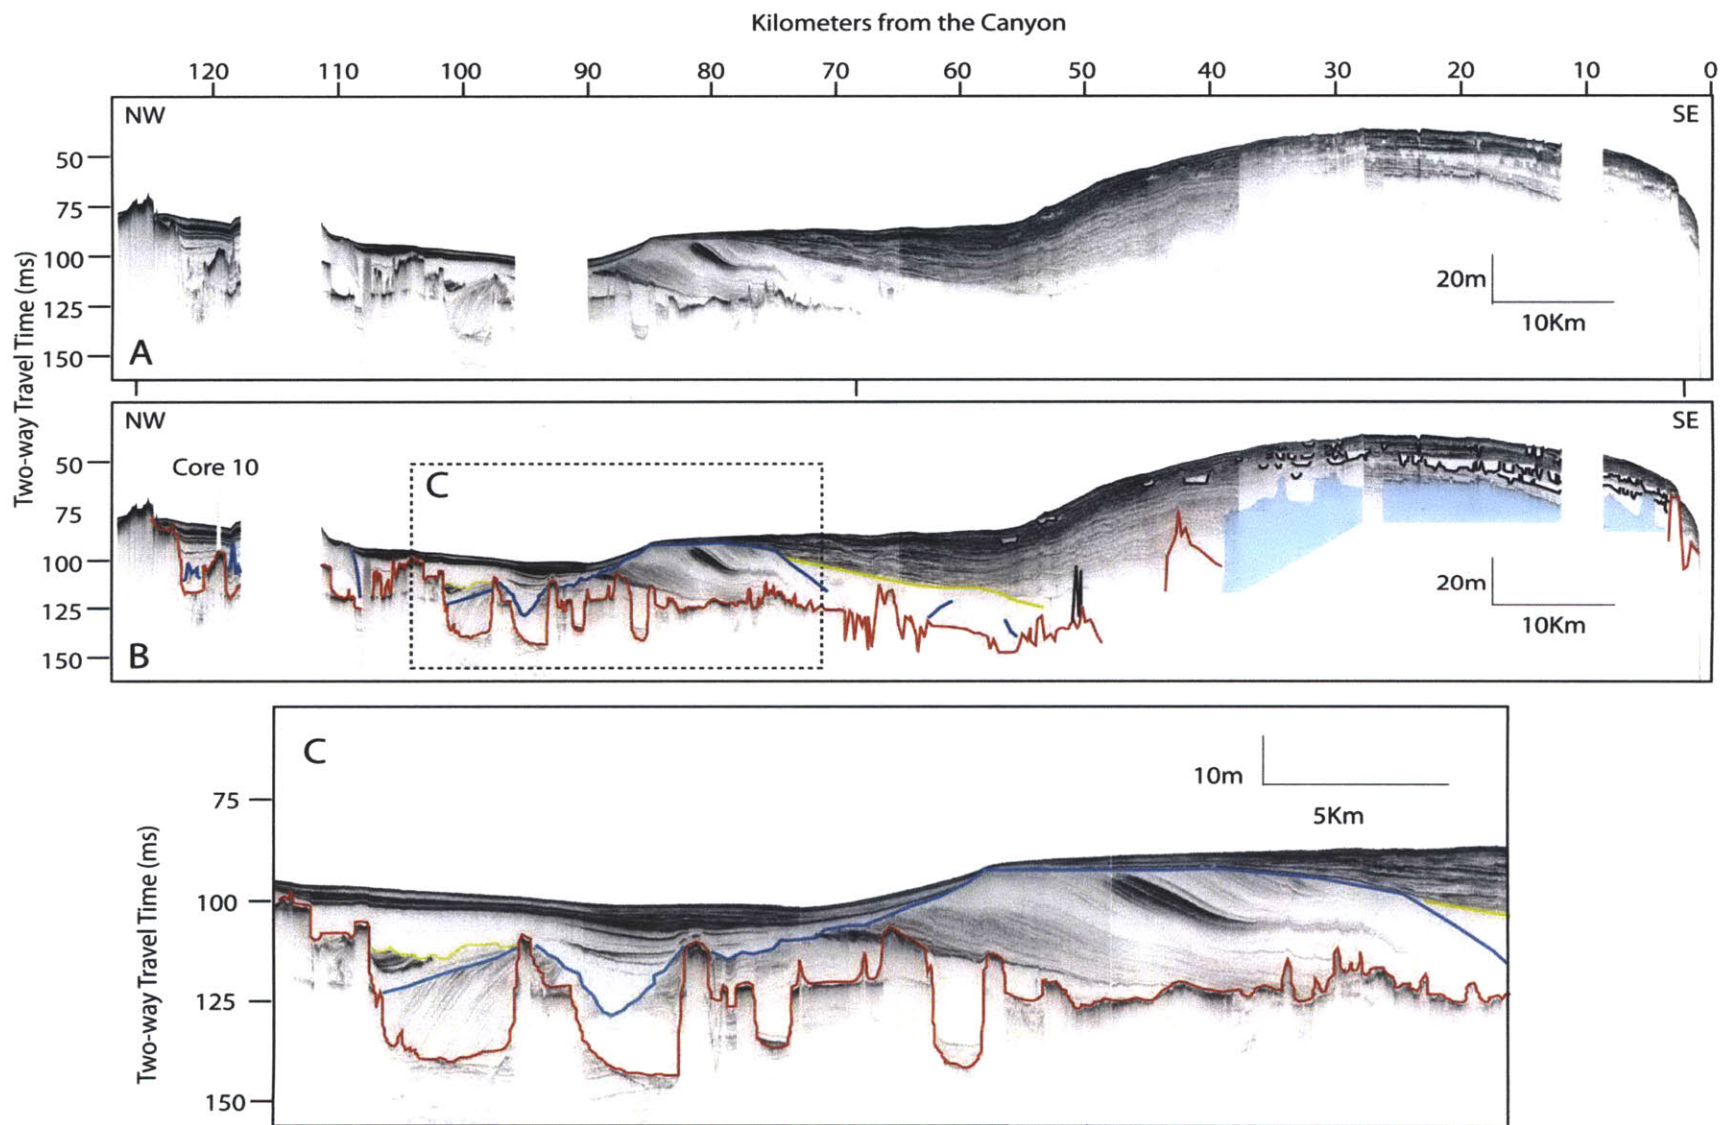 Kilometers from the Canyon
120 110 100 90 80 70 60 50 40 30 20 10 0
NW SE
50
75
100
125
150
Two-way Travel Time (ms)
20m
10Km
A
NW SE
Core 10
50
75
100
125
150
C
20m
10Km
B
C
10m
5Km
75
100
125
150
Two-way Travel Time (ms)